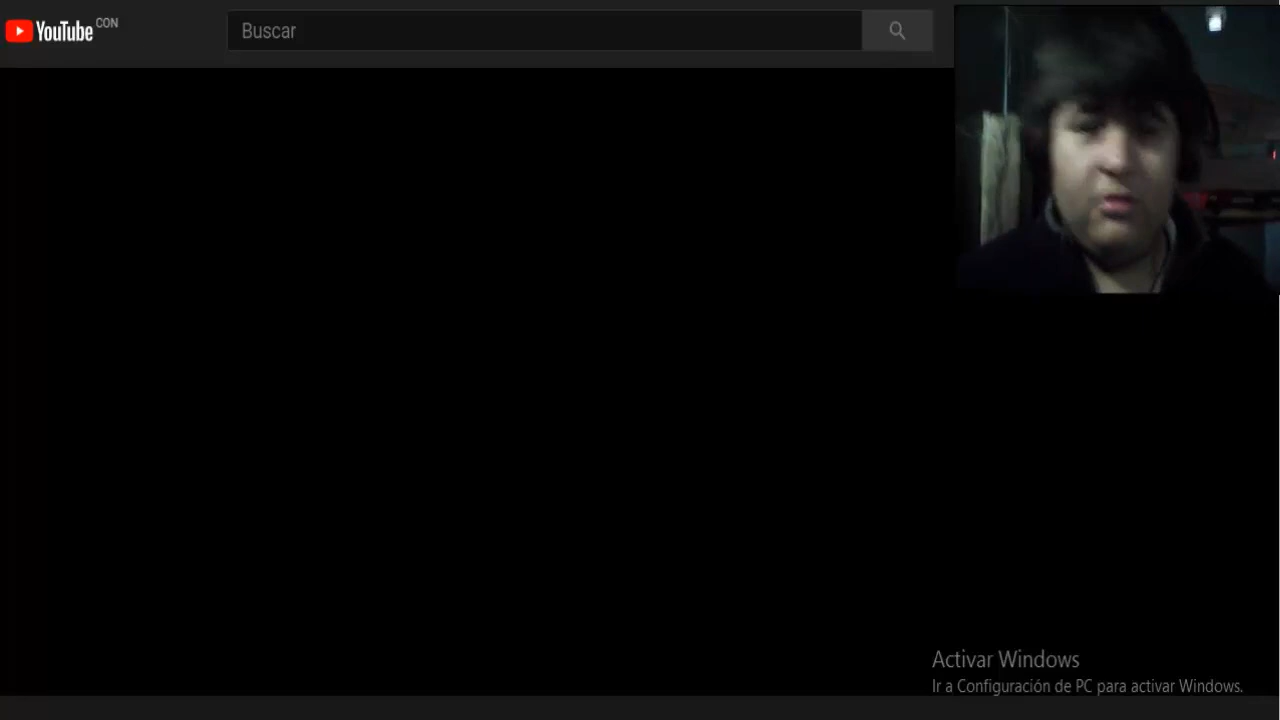 YouTube CON
Buscar
Activar Windows
Ir a Configuración de PC para activar Windows.